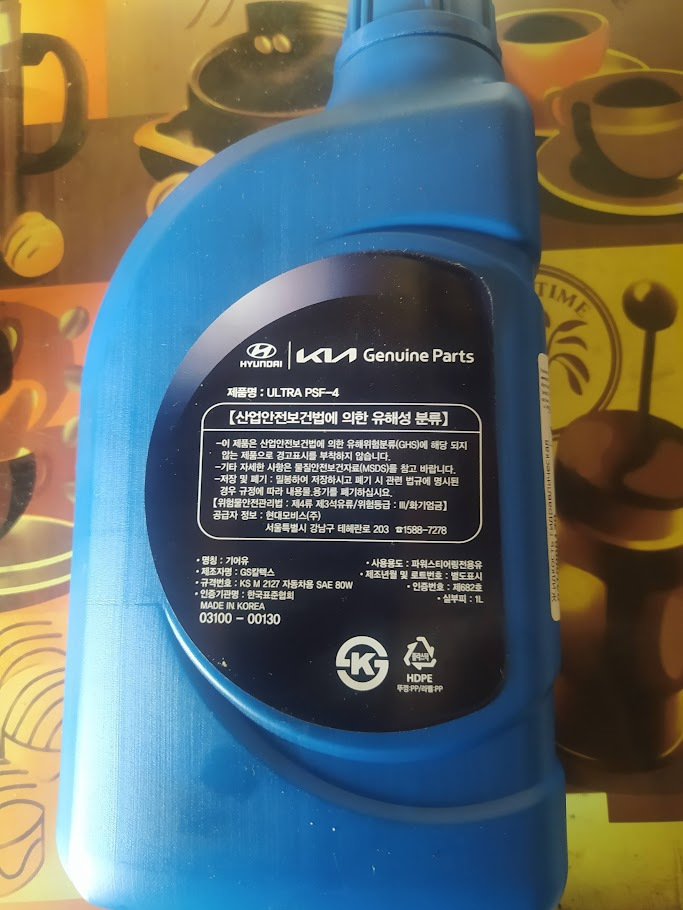 TIME
HYUNDAI | KIA Genuine Parts
제품명 : ULTRA PSF-4
【산업안전보건법에 의한 유해성 분류】
-이 제품은 산업안전보건법에 의한 유해위험분류(GHS)에 해당 되지
않는 제품으로 경고표시를 부착하지 않습니다.
-기타 자세한 사항은 물질안전보건자료(MSDS)를 참고 바랍니다.
-저장 및 폐기 : 밀봉하여 저장하시고 폐기 시 관련 법규에 명시된
경우 규정에 따라 내용물.용기를 폐기하십시요.
【위험물안전관리법 : 제4류 제3석유류/위험등급 : III/화기엄금】
공급자 정보 : 현대모비스(주)
서울특별시 강남구 테헤란로 203 ☎1588-7278
• 명칭 : 기어유
• 제조자명 : GS칼텍스
• 규격번호 : KS M 2127 자동차용 SAE 80W
• 인증기관명 : 한국표준협회
MADE IN KOREA
03100 - 00130
• 사용용도 : 파워스티어링전용유
• 제조년월 및 로트번호 : 별도표시
• 인증번호 : 제682호
• 실부피 : 1L
K
플라스틱
HDPE
뚜껑:PP/라벨:PP